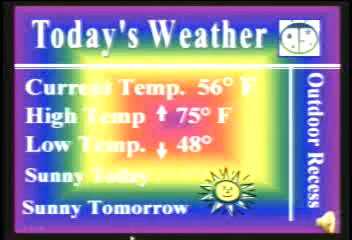 Today's Weather
Current Temp. 56° F
High Temp ↑ 75° F
Low Temp. ↓ 48°
Sunny Today
Sunny Tomorrow
Outdoor Recess